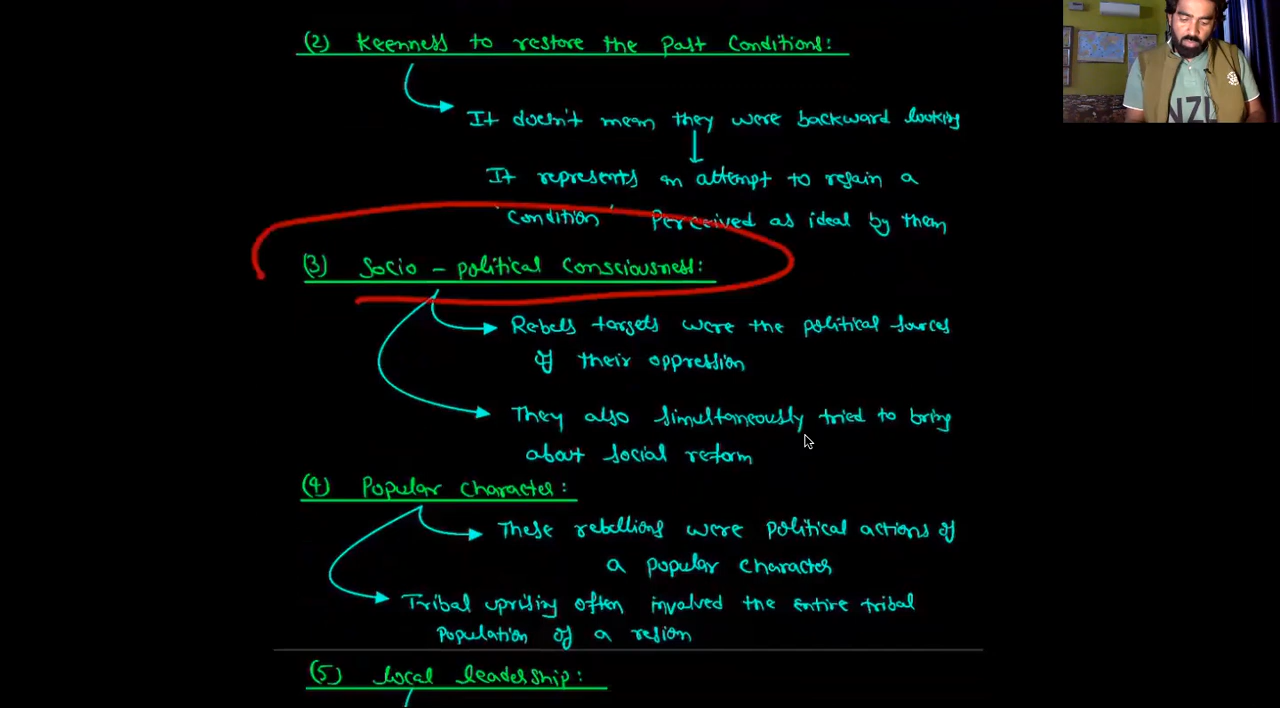 (2) Keenness to restore the Past Conditions:
It doesn't mean they were backward looking
It represents an attempt to regain a
'condition' Perceived as ideal by them
(3) Socio - political Consciousness:
Rebels targets were the political sources
of their oppression
They also simultaneously tried to bring
about social reform
(4) Popular Character:
These rebellions were political actions of
a popular character
Tribal uprising often involved the entire tribal
Population of a region
(5) local leadership:
NZL